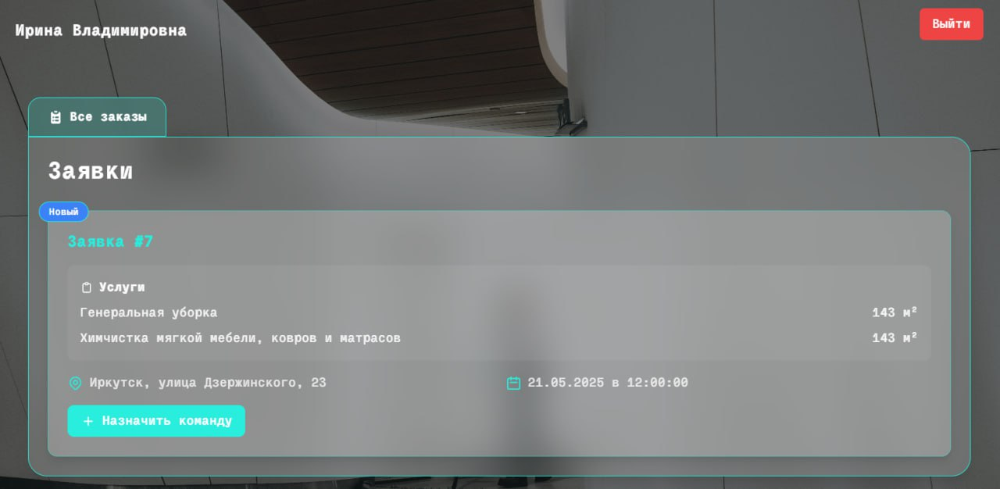 Ирина Владимировна
Выйти
Все заказы
Заявки
Новый
Заявка #7
Услуги
Генеральная уборка 143 м²
Химчистка мягкой мебели, ковров и матрасов 143 м²
Иркутск, улица Дзержинского, 23 21.05.2025 в 12:00:00
+ Назначить команду